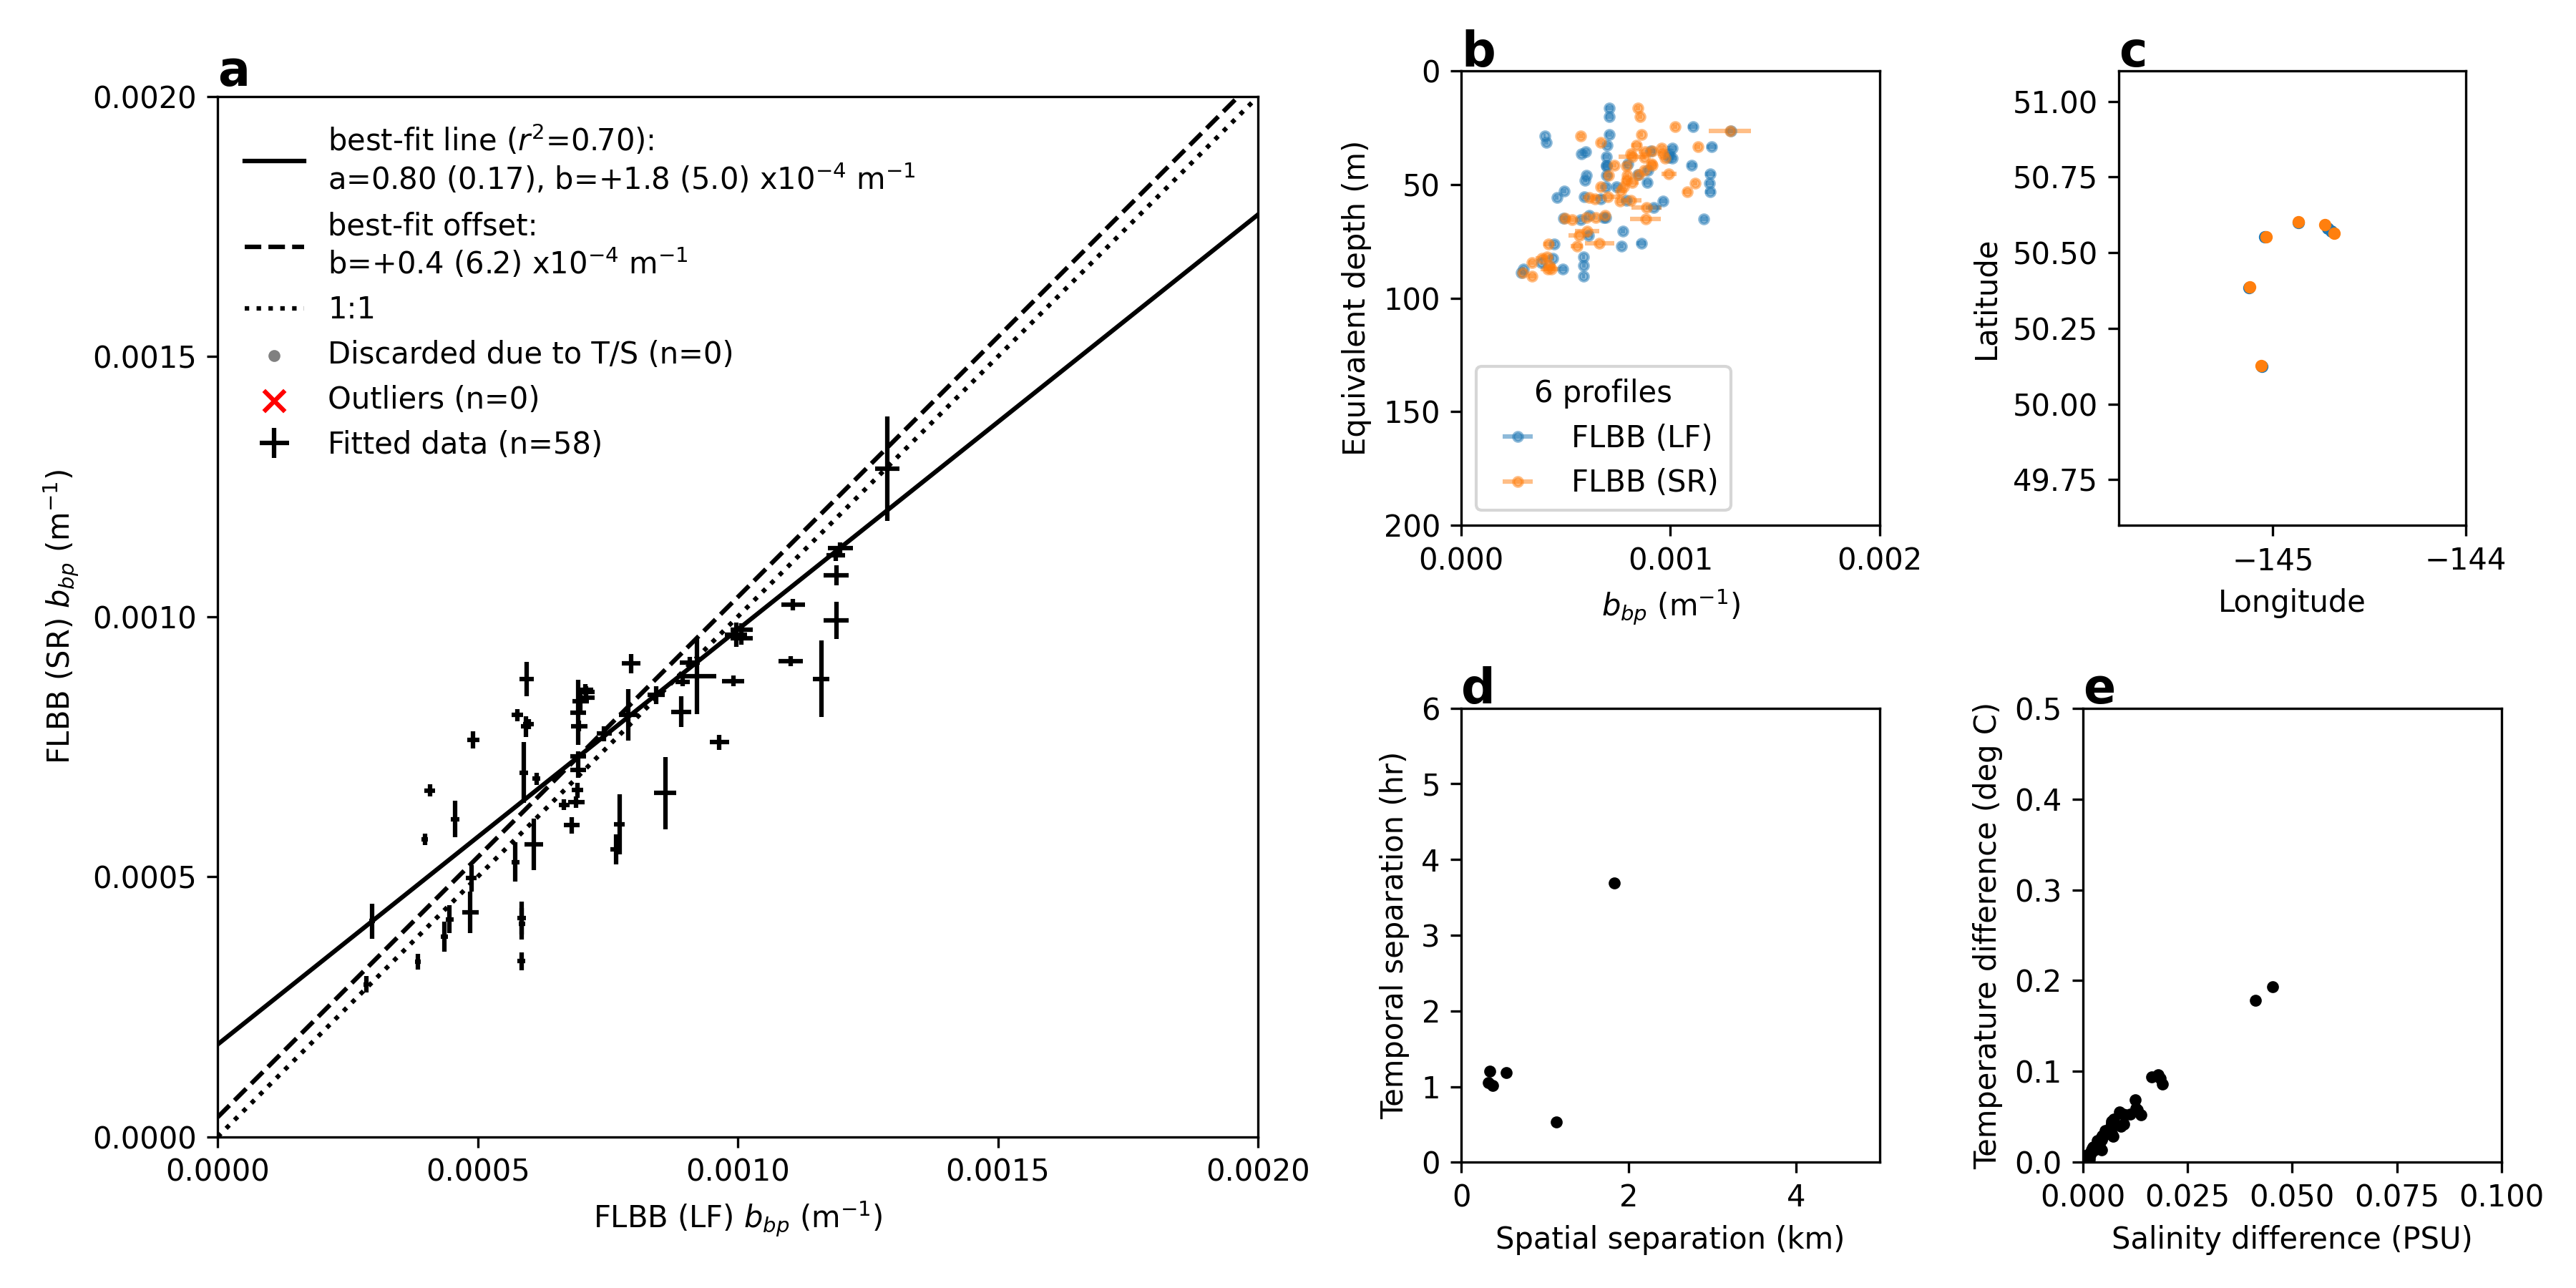 a
0.0020
0.0015
0.0010
0.0005
0.0000
FLBB (SR) b_bp (m⁻¹)
best-fit line (r²=0.70):
a=0.80 (0.17), b=+1.8 (5.0) x10⁻⁴ m⁻¹
best-fit offset:
b=+0.4 (6.2) x10⁻⁴ m⁻¹
1:1
Discarded due to T/S (n=0)
Outliers (n=0)
Fitted data (n=58)
0.0000 0.0005 0.0010 0.0015 0.0020
FLBB (LF) b_bp (m⁻¹)
b
0
50
100
150
200
Equivalent depth (m)
6 profiles
FLBB (LF)
FLBB (SR)
0.000 0.001 0.002
b_bp (m⁻¹)
c
51.00
50.75
50.50
50.25
50.00
49.75
Latitude
−145 −144
Longitude
d
6
5
4
3
2
1
0
Temporal separation (hr)
0 2 4
Spatial separation (km)
e
0.5
0.4
0.3
0.2
0.1
0.0
Temperature difference (deg C)
0.000 0.025 0.050 0.075 0.100
Salinity difference (PSU)